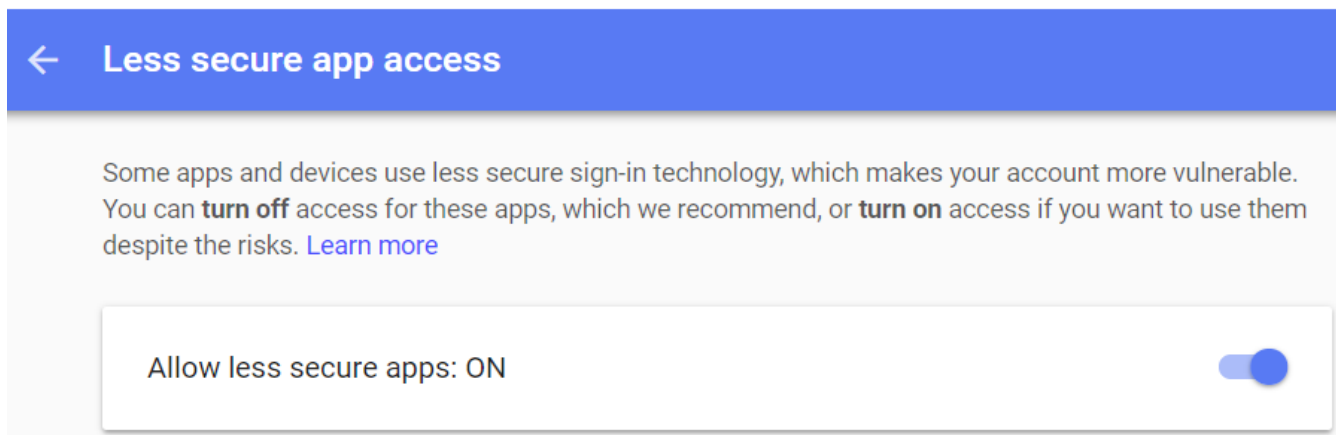 Less secure app access
Some apps and devices use less secure sign-in technology, which makes your account more vulnerable.
You can turn off access for these apps, which we recommend, or turn on access if you want to use them
despite the risks. Learn more
Allow less secure apps: ON